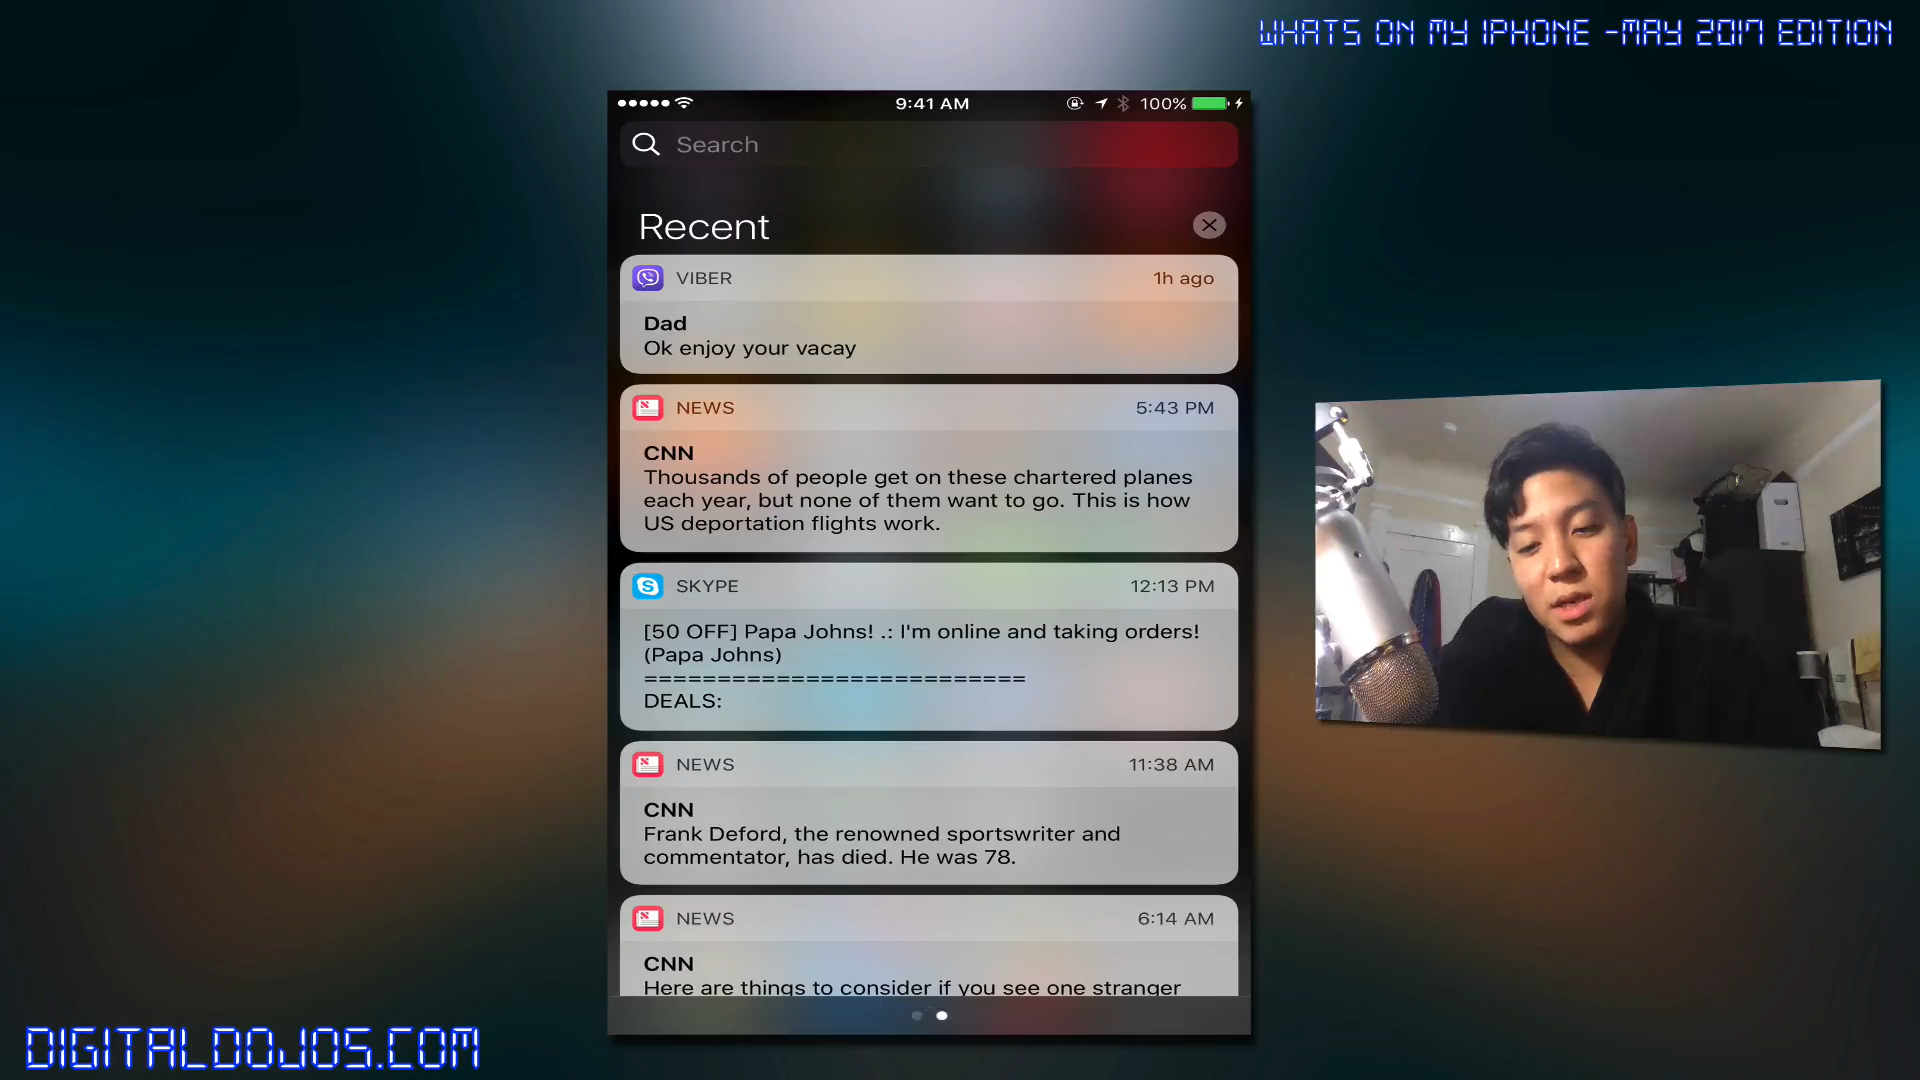 WHATS ON MY IPHONE -MAY 2017 EDITION
9:41 AM
100%
Search
Recent
VIBER
1h ago
Dad
Ok enjoy your vacay
NEWS
5:43 PM
CNN
Thousands of people get on these chartered planes
each year, but none of them want to go. This is how
US deportation flights work.
SKYPE
12:13 PM
[50 OFF] Papa Johns! .: I'm online and taking orders!
(Papa Johns)
==========================
DEALS:
NEWS
11:38 AM
CNN
Frank Deford, the renowned sportswriter and
commentator, has died. He was 78.
NEWS
6:14 AM
CNN
Here are things to consider if you see one stranger
DIGITALDOJOS.COM